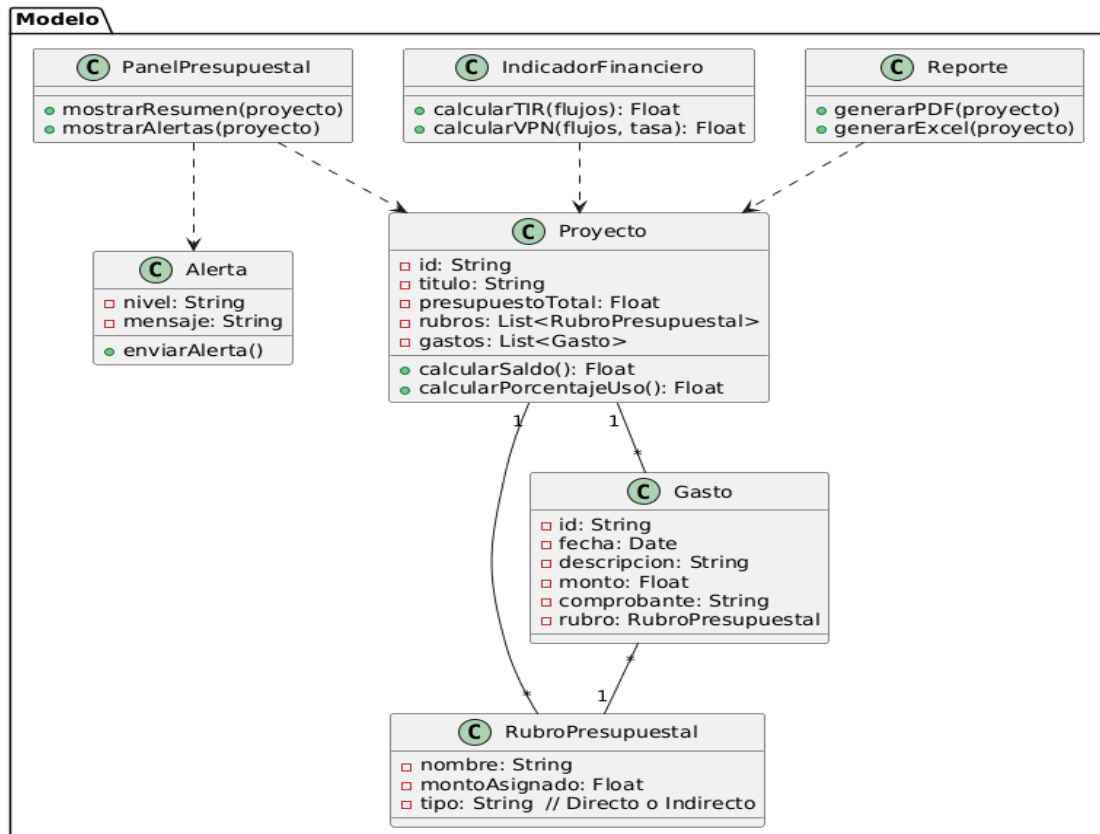 Modelo
C PanelPresupuestal
mostrarResumen(proyecto)
mostrarAlertas(proyecto)
C IndicadorFinanciero
calcularTIR(flujos): Float
calcularVPN(flujos, tasa): Float
C Reporte
generarPDF(proyecto)
generarExcel(proyecto)
C Alerta
nivel: String
mensaje: String
enviarAlerta()
C Proyecto
id: String
titulo: String
presupuestoTotal: Float
rubros: List<RubroPresupuestal>
gastos: List<Gasto>
calcularSaldo(): Float
calcularPorcentajeUso(): Float
1
1
*
C Gasto
id: String
fecha: Date
descripcion: String
monto: Float
comprobante: String
rubro: RubroPresupuestal
*
*
1
C RubroPresupuestal
nombre: String
montoAsignado: Float
tipo: String // Directo o Indirecto